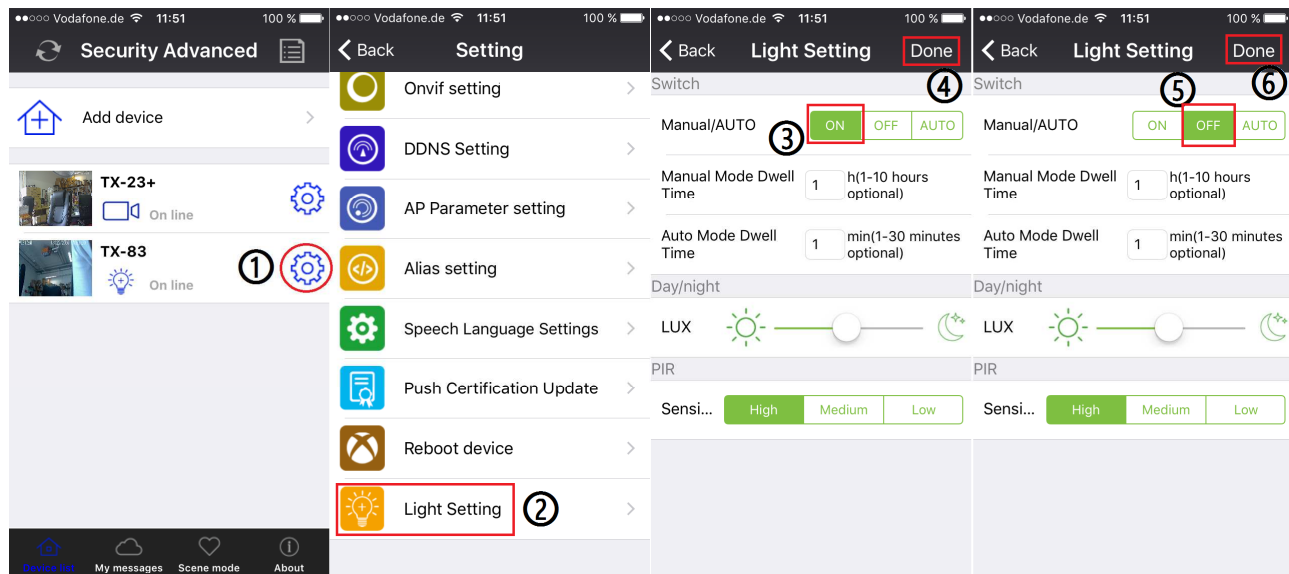 ●●○○○ Vodafone.de 11:51 100 %
Security Advanced
Add device
TX-23+
On line
TX-83
On line
①
Device list My messages Scene mode About
●●○○○ Vodafone.de 11:51 100 %
Back Setting
Onvif setting
DDNS Setting
AP Parameter setting
Alias setting
Speech Language Settings
Push Certification Update
Reboot device
Light Setting ②
●●○○○ Vodafone.de 11:51 100 %
Back Light Setting Done
Switch ④
Manual/AUTO ③ ON OFF AUTO
Manual Mode Dwell Time 1 h(1-10 hours optional)
Auto Mode Dwell Time 1 min(1-30 minutes optional)
Day/night
LUX
PIR
Sensi... High Medium Low
●●○○○ Vodafone.de 11:51 100 %
Back Light Setting Done
Switch ⑤ ⑥
Manual/AUTO ON OFF AUTO
Manual Mode Dwell Time 1 h(1-10 hours optional)
Auto Mode Dwell Time 1 min(1-30 minutes optional)
Day/night
LUX
PIR
Sensi... High Medium Low